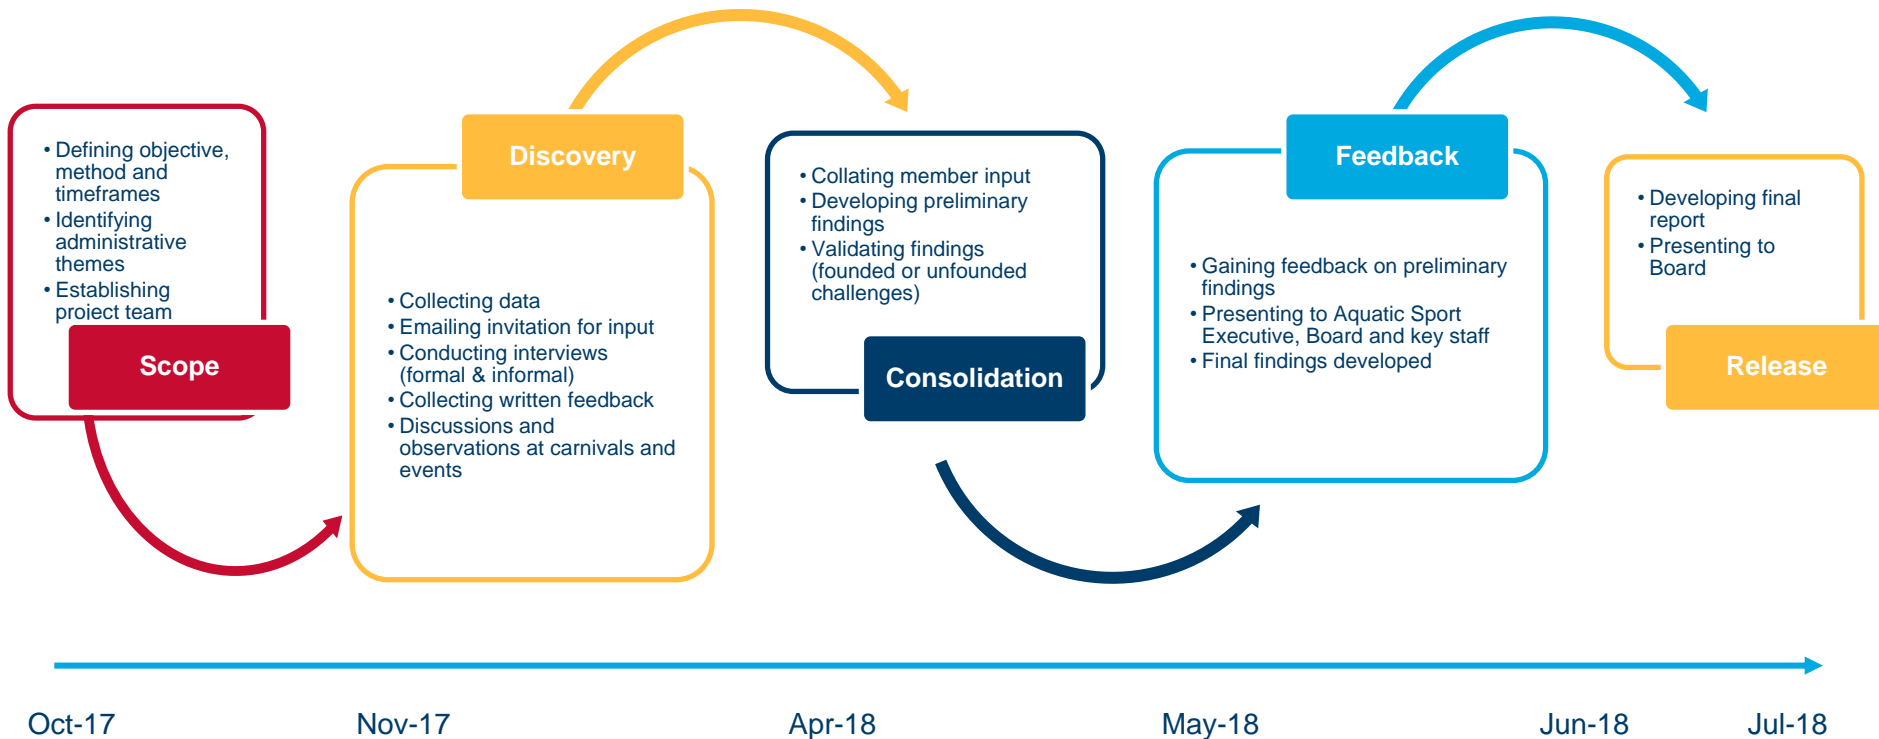 • Defining objective,
method and
timeframes
• Identifying
administrative
themes
• Establishing
project team
Scope
Discovery
• Collecting data
• Emailing invitation for input
• Conducting interviews
(formal & informal)
• Collecting written feedback
• Discussions and
observations at carnivals and
events
• Collating member input
• Developing preliminary
findings
• Validating findings
(founded or unfounded
challenges)
Consolidation
Feedback
• Gaining feedback on preliminary
findings
• Presenting to Aquatic Sport
Executive, Board and key staff
• Final findings developed
• Developing final
report
• Presenting to
Board
Release
Oct-17
Nov-17
Apr-18
May-18
Jun-18
Jul-18